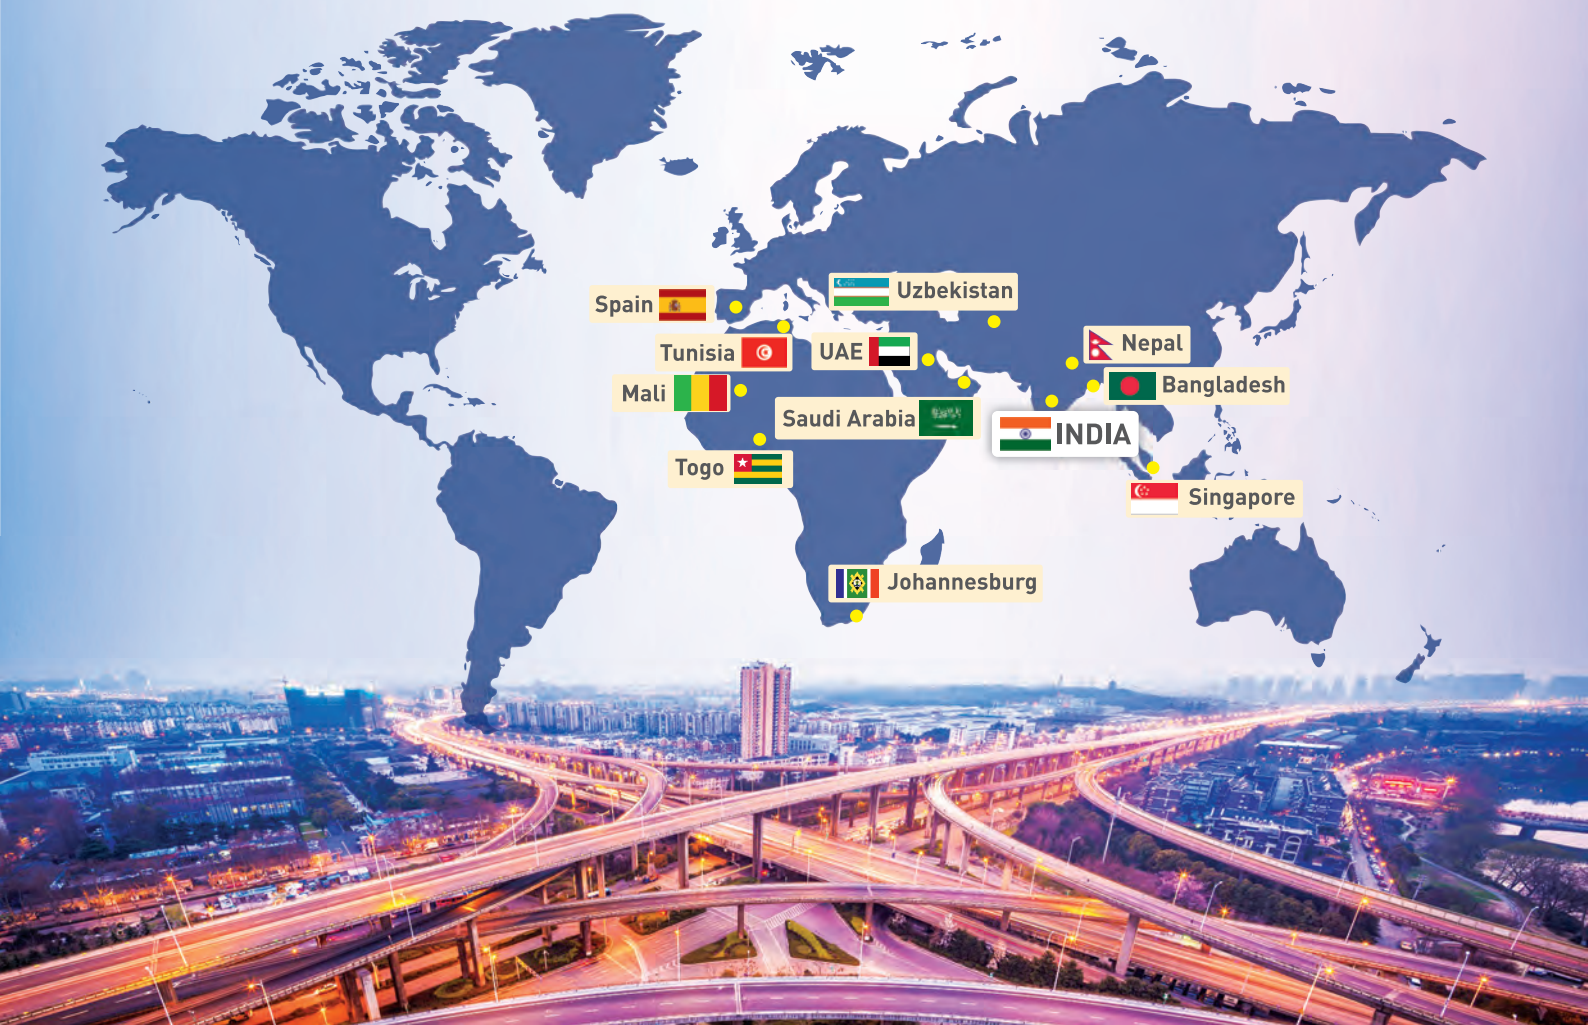 Uzbekistan
Spain
Nepal
Tunisia
UAE
Bangladesh
Mali
Saudi Arabia
INDIA
Togo
Singapore
Johannesburg